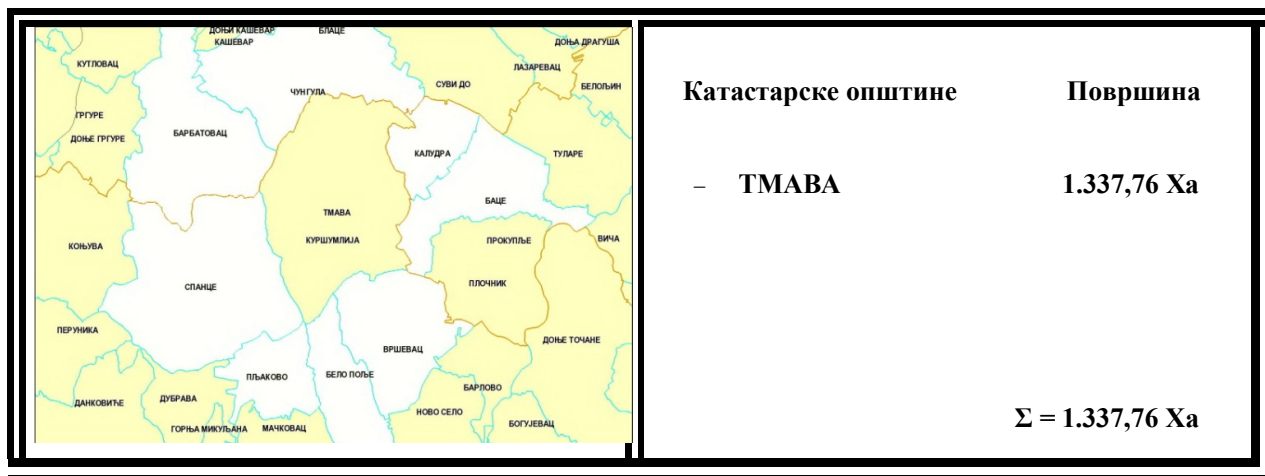 ДОЊИ КАШЕВАР
БЛАЦЕ
КАШЕВАР
ДОЊА ДРАГУША
КУТЛОВАЦ
ЛАЗАРЕВАЦ
СУВИ ДО
БЕЛОЉИН
ЧУНГУЛА
ГРГУРЕ
БАРБАТОВАЦ
ДОЊЕ ГРГУРЕ
КАЛУДРА
ТУЛАРЕ
БАЦЕ
ТМАВА
КОЊУВА
КУРШУМЛИЈА
ПРОКУПЉЕ
ВИЧА
СПАНЦЕ
ПЛОЧНИК
ПЕРУНИКА
ДОЊЕ ТОЧАНЕ
ВРШЕВАЦ
ПЉАКОВО
БЕЛО ПОЉЕ
БАРЛОВО
ДАНКОВИЋЕ
ДУБРАВА
НОВО СЕЛО
БОГУЈЕВАЦ
ГОРЊА МИКУЉАНА
МАЧКОВАЦ
Катастарске општине Површина
– ТМАВА 1.337,76 Ха
Σ = 1.337,76 Ха